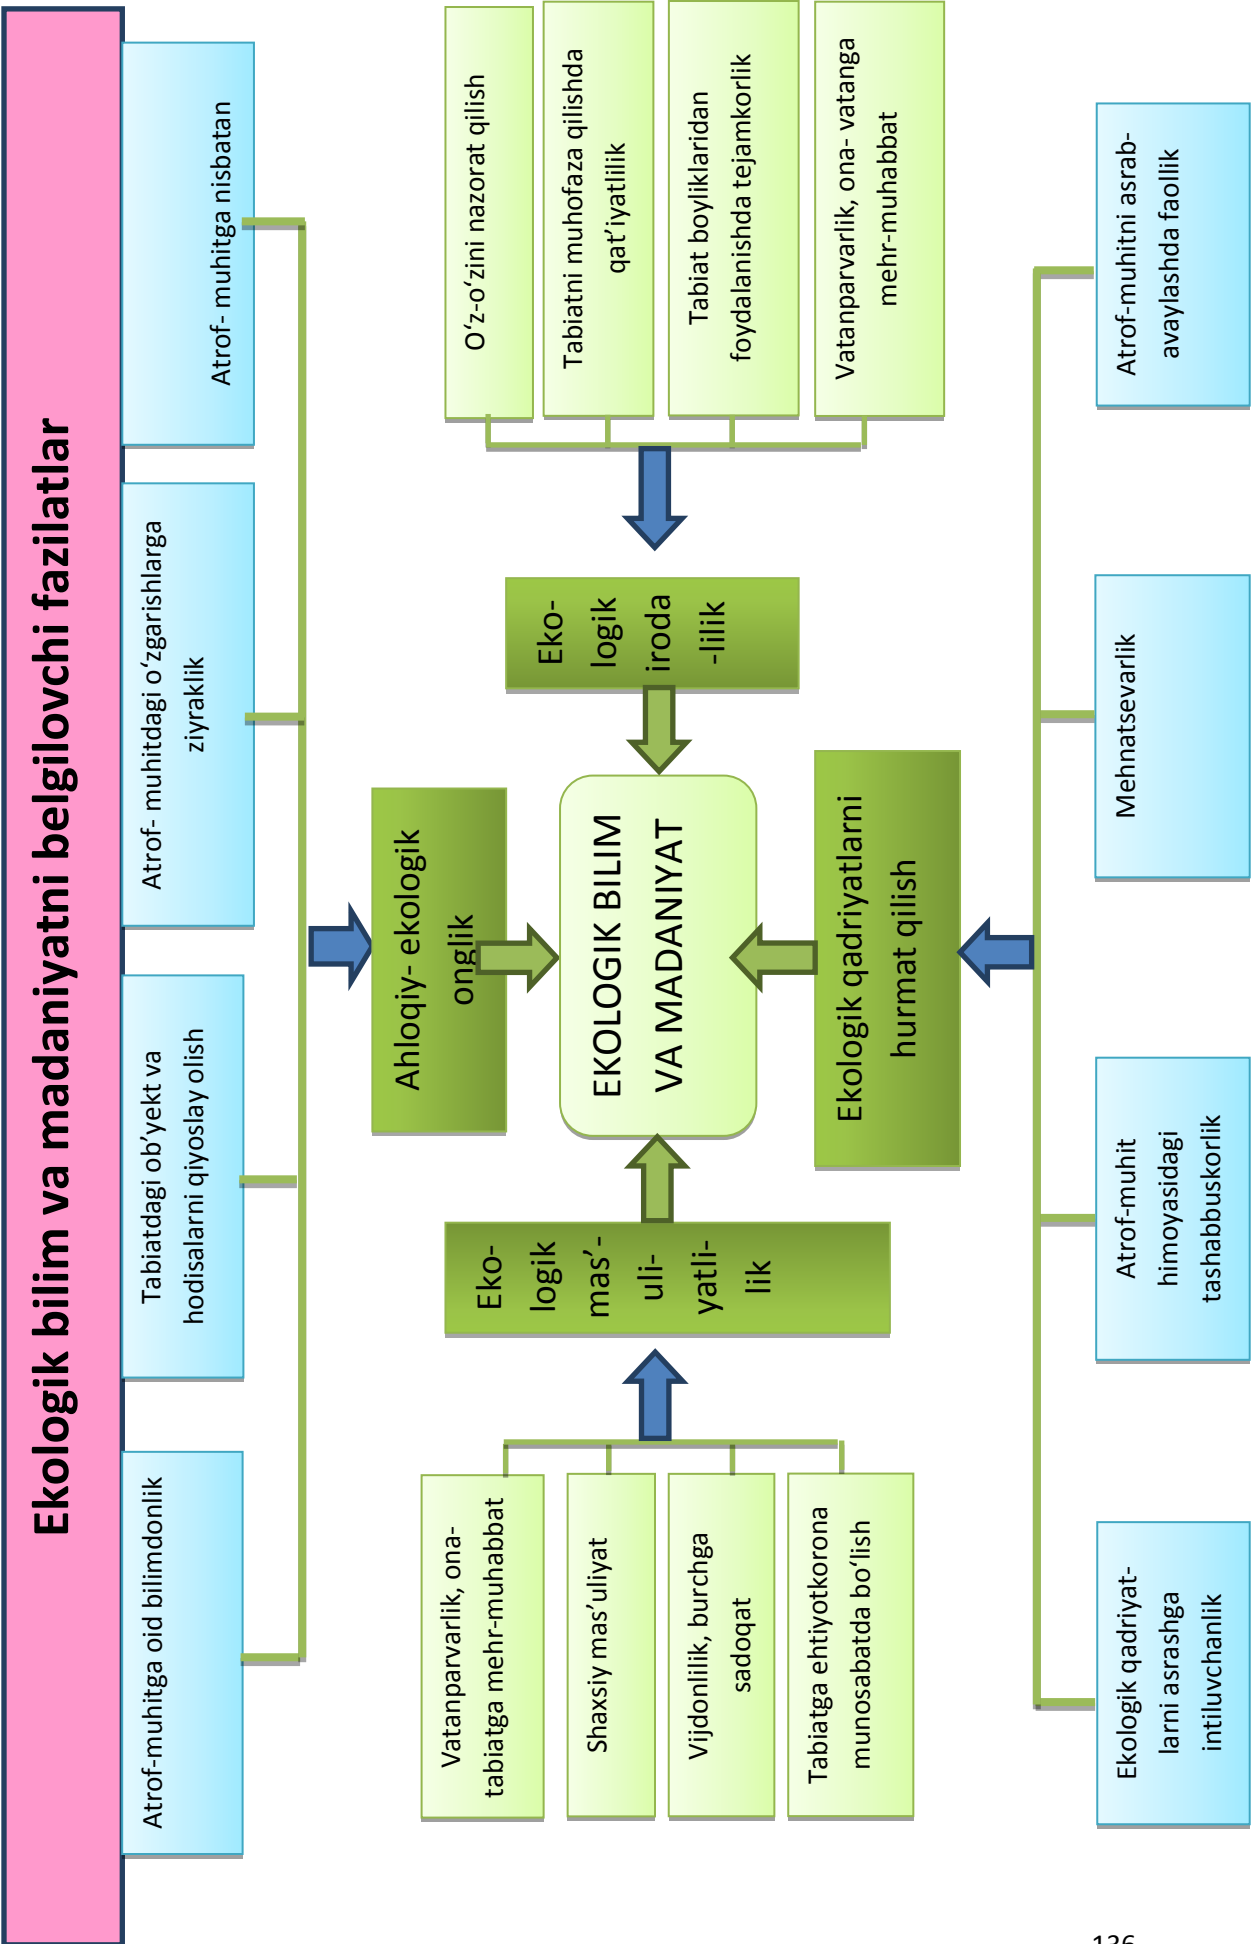 Ekologik bilim va madaniyatni belgilovchi fazilatlar
Atrof-muhitga oid bilimdonlik
Tabiatdagi ob’yekt va
hodisalarni qiyoslay olish
Atrof- muhitdagi o‘zgarishlarga
ziyraklik
Atrof- muhitga nisbatan
Ahloqiy- ekologik
onglik
Vatanparvarlik, ona-
tabiatga mehr-muhabbat
Shaxsiy mas’uliyat
Vijdonlilik, burchga
sadoqat
Tabiatga ehtiyotkorona
munosabatda bo‘lish
Eko-
logik
mas’-
uli-
yatli-
lik
EKOLOGIK BILIM
VA MADANIYAT
Eko-
logik
iroda
-lilik
O‘z-o‘zini nazorat qilish
Tabiatni muhofaza qilishda
qat’iyatlilik
Tabiat boyliklaridan
foydalanishda tejamkorlik
Vatanparvarlik, ona- vatanga
mehr-muhabbat
Ekologik qadriyatlarni
hurmat qilish
Ekologik qadriyat-
larni asrashga
intiluvchanlik
Atrof-muhit
himoyasidagi
tashabbuskorlik
Mehnatsevarlik
Atrof-muhitni asrab-
avaylashda faollik